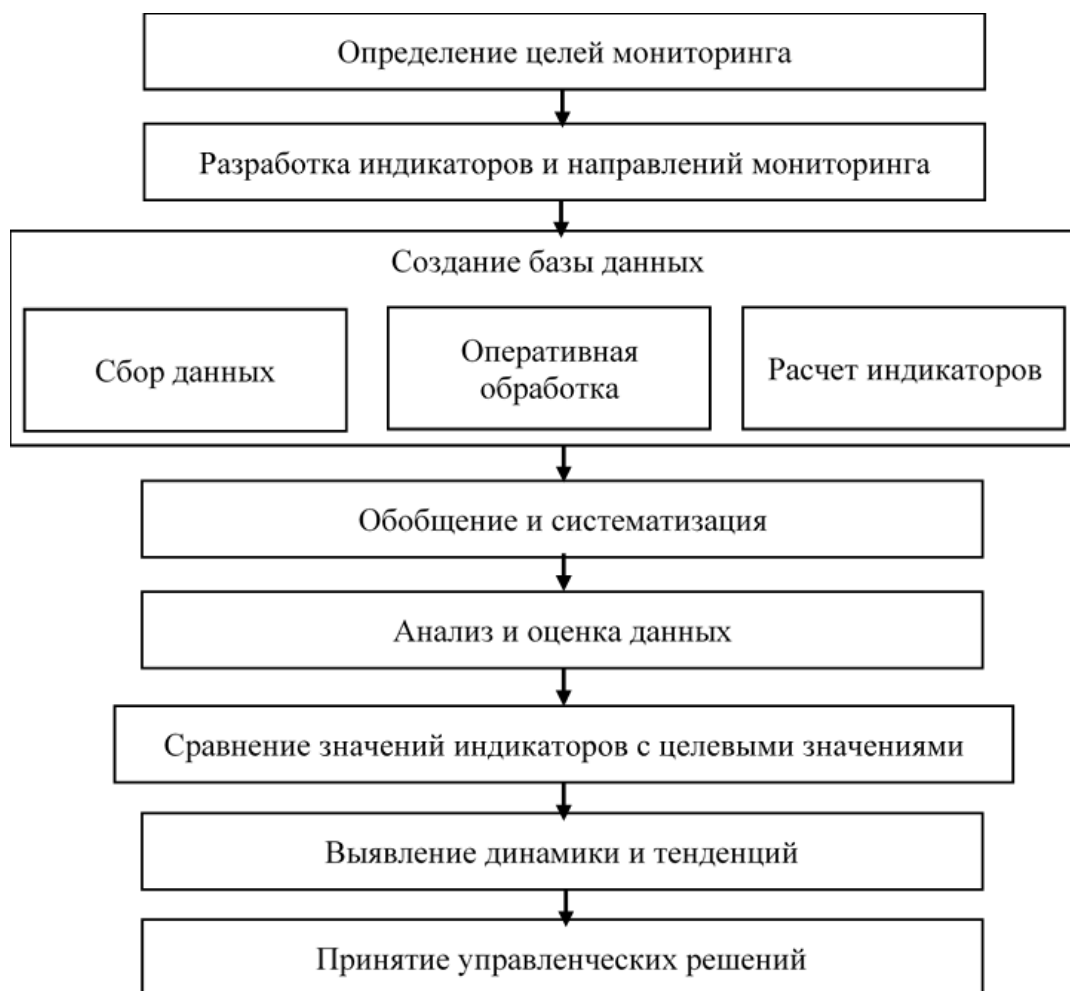 Определение целей мониторинга
Разработка индикаторов и направлений мониторинга
Создание базы данных
Сбор данных
Оперативная
обработка
Расчет индикаторов
Обобщение и систематизация
Анализ и оценка данных
Сравнение значений индикаторов с целевыми значениями
Выявление динамики и тенденций
Принятие управленческих решений